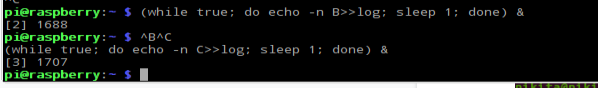 ^C
pi@raspberry:~ $ (while true; do echo -n B>>log; sleep 1; done) &
[2] 1688
pi@raspberry:~ $ ^B^C
(while true; do echo -n C>>log; sleep 1; done) &
[3] 1707
pi@raspberry:~ $